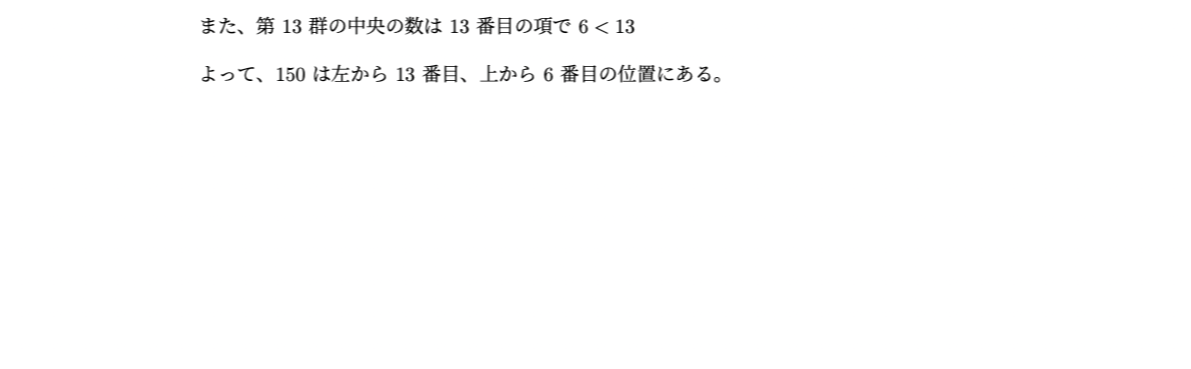 また、第 13 群の中央の数は 13 番目の項で 6 < 13
よって、150 は左から 13 番目、上から 6 番目の位置にある。